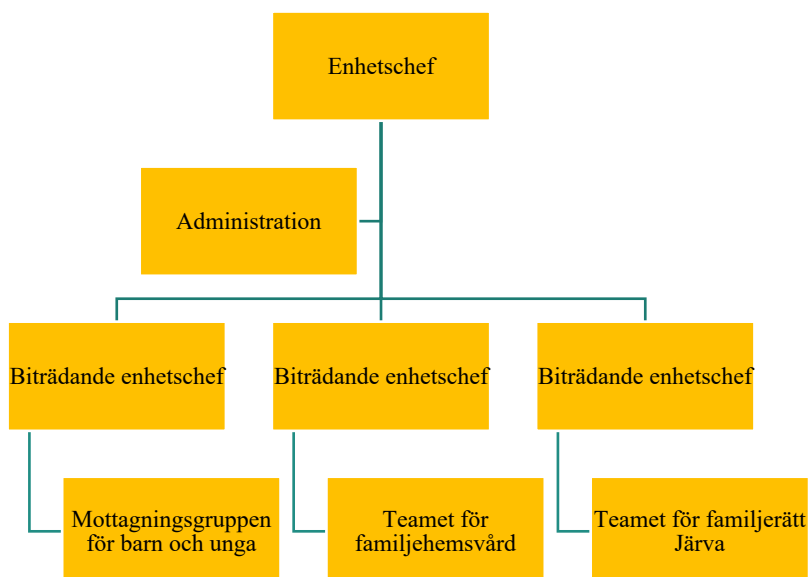 Enhetschef
Administration
Biträdande enhetschef
Biträdande enhetschef
Biträdande enhetschef
Mottagningsgruppen
för barn och unga
Teamet för
familjehemsvård
Teamet för familjerätt
Järva